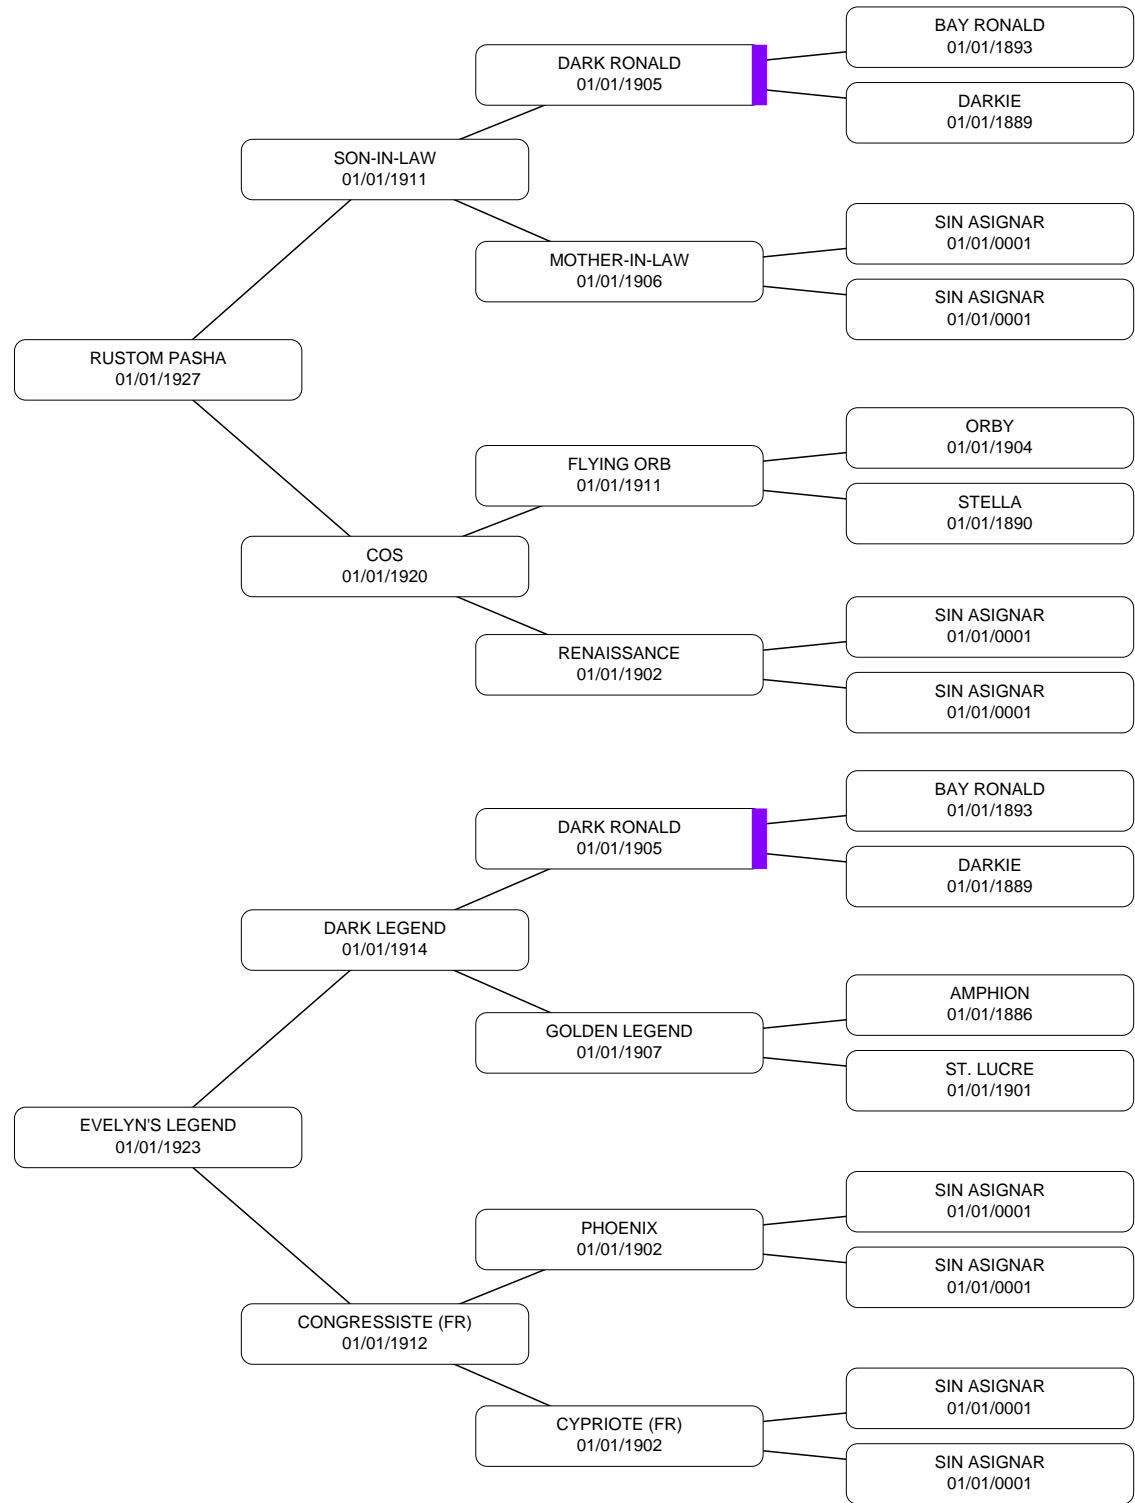 BAY RONALD
01/01/1893
DARK RONALD
01/01/1905
DARKIE
01/01/1889
SON-IN-LAW
01/01/1911
SIN ASIGNAR
01/01/0001
MOTHER-IN-LAW
01/01/1906
SIN ASIGNAR
01/01/0001
RUSTOM PASHA
01/01/1927
ORBY
01/01/1904
FLYING ORB
01/01/1911
STELLA
01/01/1890
COS
01/01/1920
SIN ASIGNAR
01/01/0001
RENAISSANCE
01/01/1902
SIN ASIGNAR
01/01/0001
BAY RONALD
01/01/1893
DARK RONALD
01/01/1905
DARKIE
01/01/1889
DARK LEGEND
01/01/1914
AMPHION
01/01/1886
GOLDEN LEGEND
01/01/1907
ST. LUCRE
01/01/1901
EVELYN'S LEGEND
01/01/1923
SIN ASIGNAR
01/01/0001
PHOENIX
01/01/1902
SIN ASIGNAR
01/01/0001
CONGRESSISTE (FR)
01/01/1912
SIN ASIGNAR
01/01/0001
CYPRIOTE (FR)
01/01/1902
SIN ASIGNAR
01/01/0001